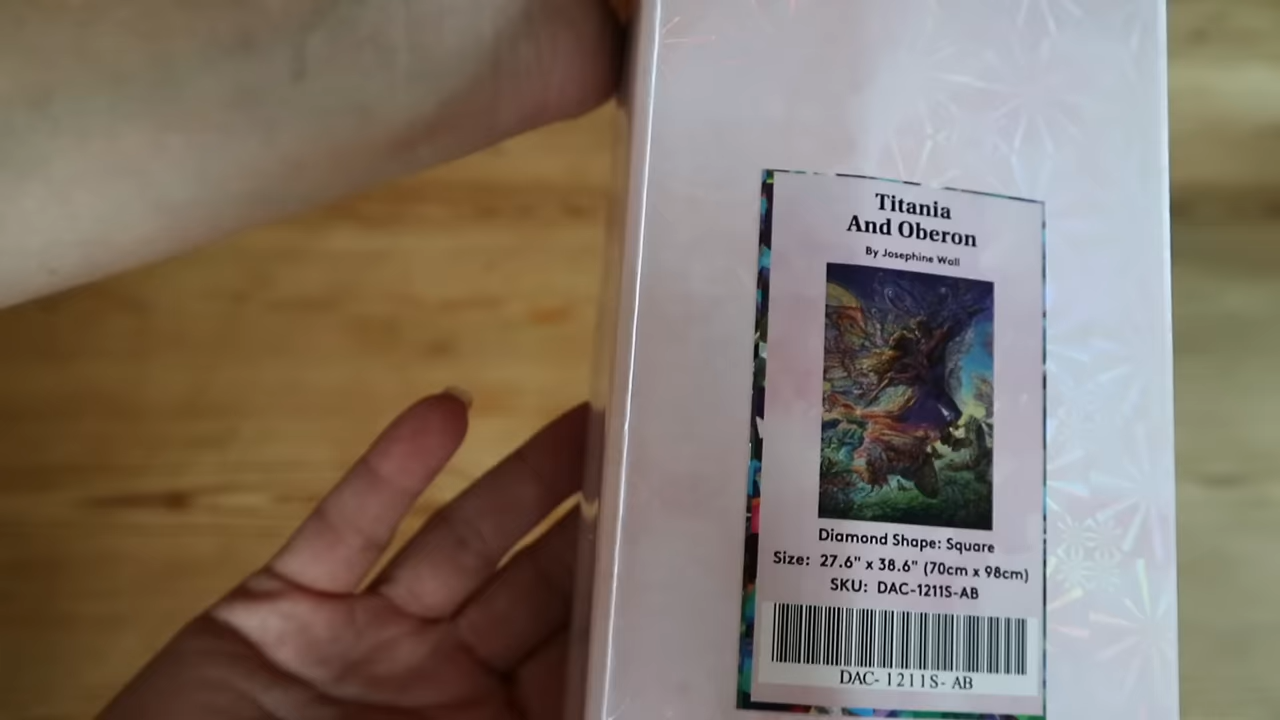 Titania
And Oberon
By Josephine Wall
Diamond Shape: Square
Size: 27.6" x 38.6" (70cm x 98cm)
SKU: DAC-1211S-AB
DAC- 1211S- AB